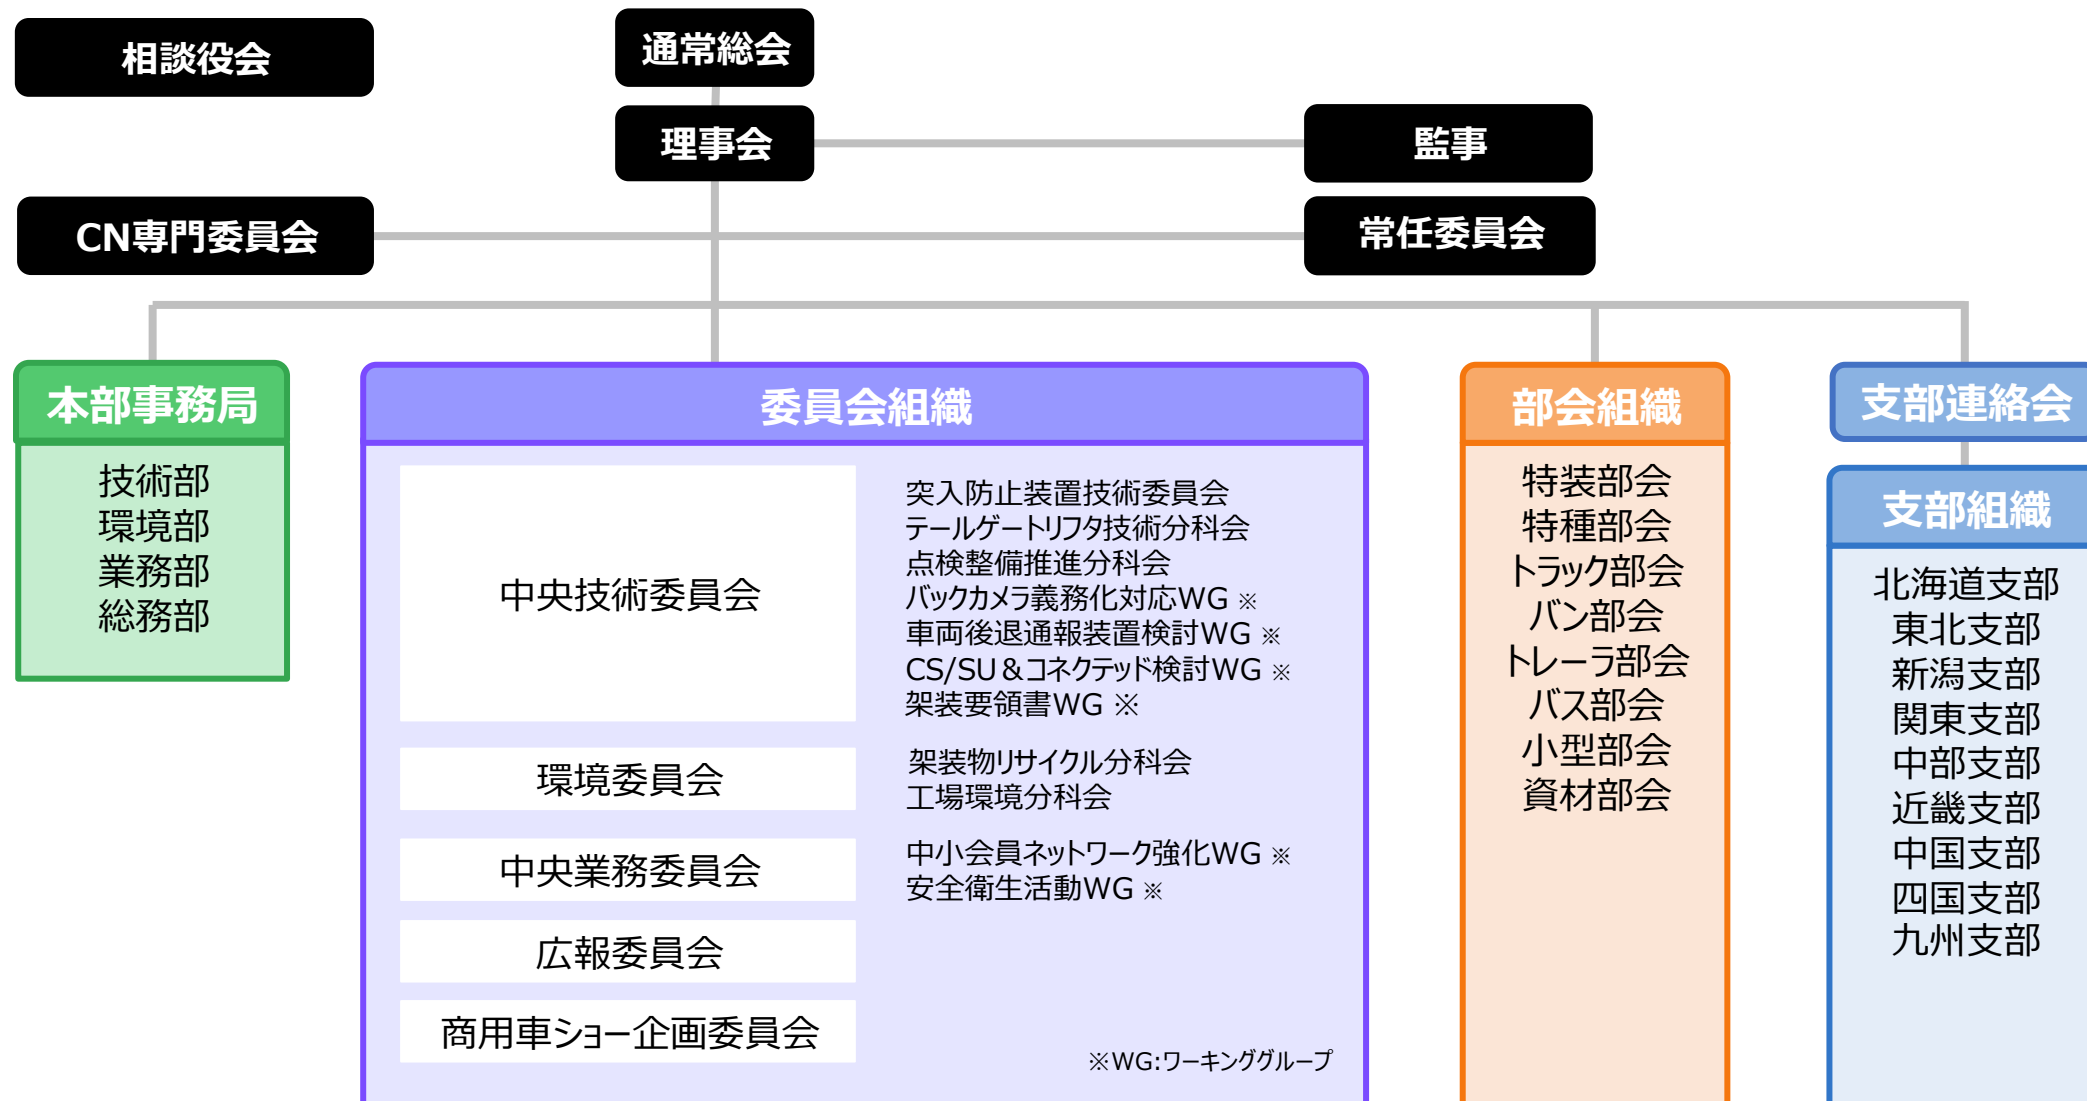 相談役会
通常総会
理事会
監事
CN専門委員会
常任委員会
本部事務局
技術部
環境部
業務部
総務部
委員会組織
中央技術委員会
突入防止装置技術委員会
テールゲートリフタ技術分科会
点検整備推進分科会
バックカメラ義務化対応WG ※
車両後退通報装置検討WG ※
CS/SU＆コネクテッド検討WG ※
架装要領書WG ※
環境委員会
架装物リサイクル分科会
工場環境分科会
中央業務委員会
中小会員ネットワーク強化WG ※
安全衛生活動WG ※
広報委員会
商用車ショー企画委員会
※WG:ワーキンググループ
部会組織
特装部会
特種部会
トラック部会
バン部会
トレーラ部会
バス部会
小型部会
資材部会
支部連絡会
支部組織
北海道支部
東北支部
新潟支部
関東支部
中部支部
近畿支部
中国支部
四国支部
九州支部